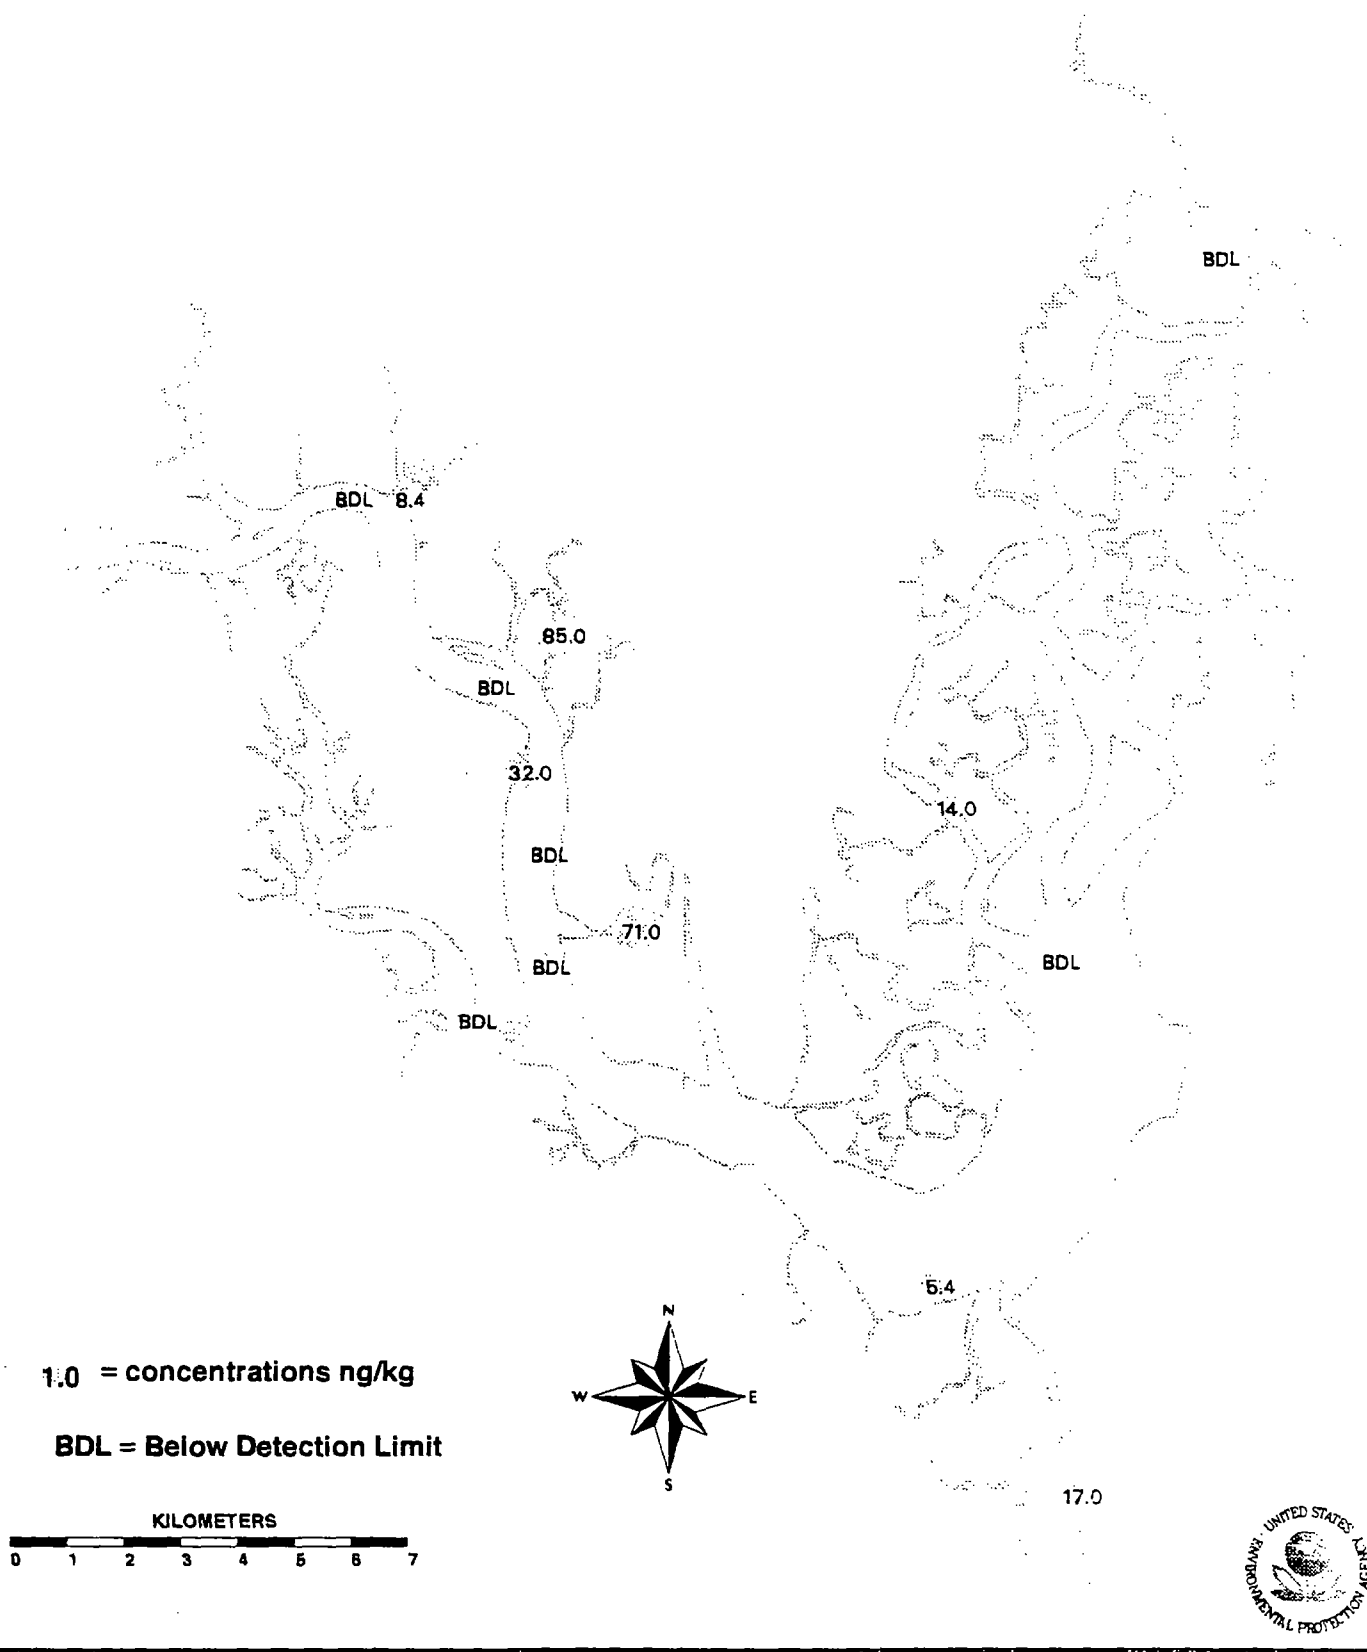 BDL
BDL 8.4
85.0
BDL
32.0
14.0
BDL
71.0
BDL
BDL
BDL
5.4
N
W E
S
1.0 = concentrations ng/kg
BDL = Below Detection Limit
KILOMETERS
0 1 2 3 4 5 6 7
17.0
UNITED STATES
ENVIRONMENTAL PROTECTION AGENCY